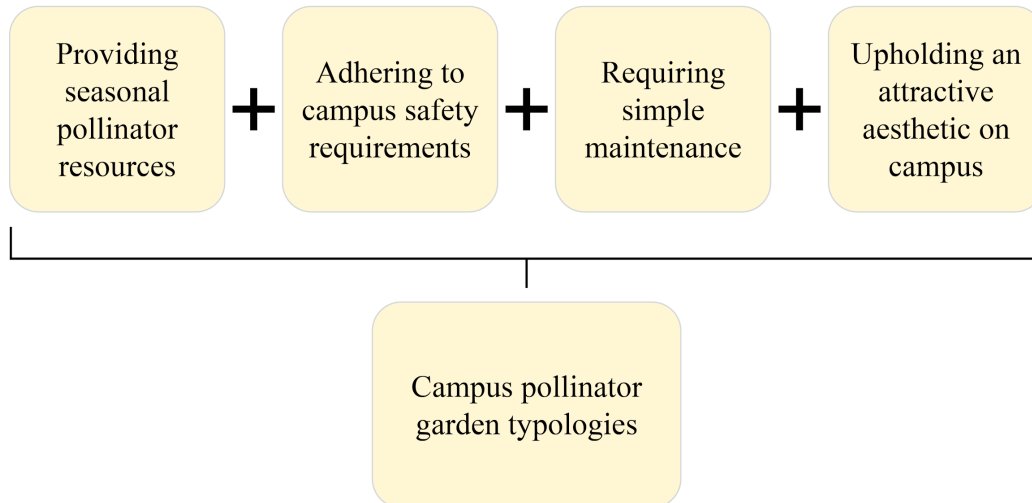 Providing
seasonal
pollinator
resources
+
Adhering to
campus safety
requirements
+
Requiring
simple
maintenance
+
Upholding an
attractive
aesthetic on
campus
Campus pollinator
garden typologies